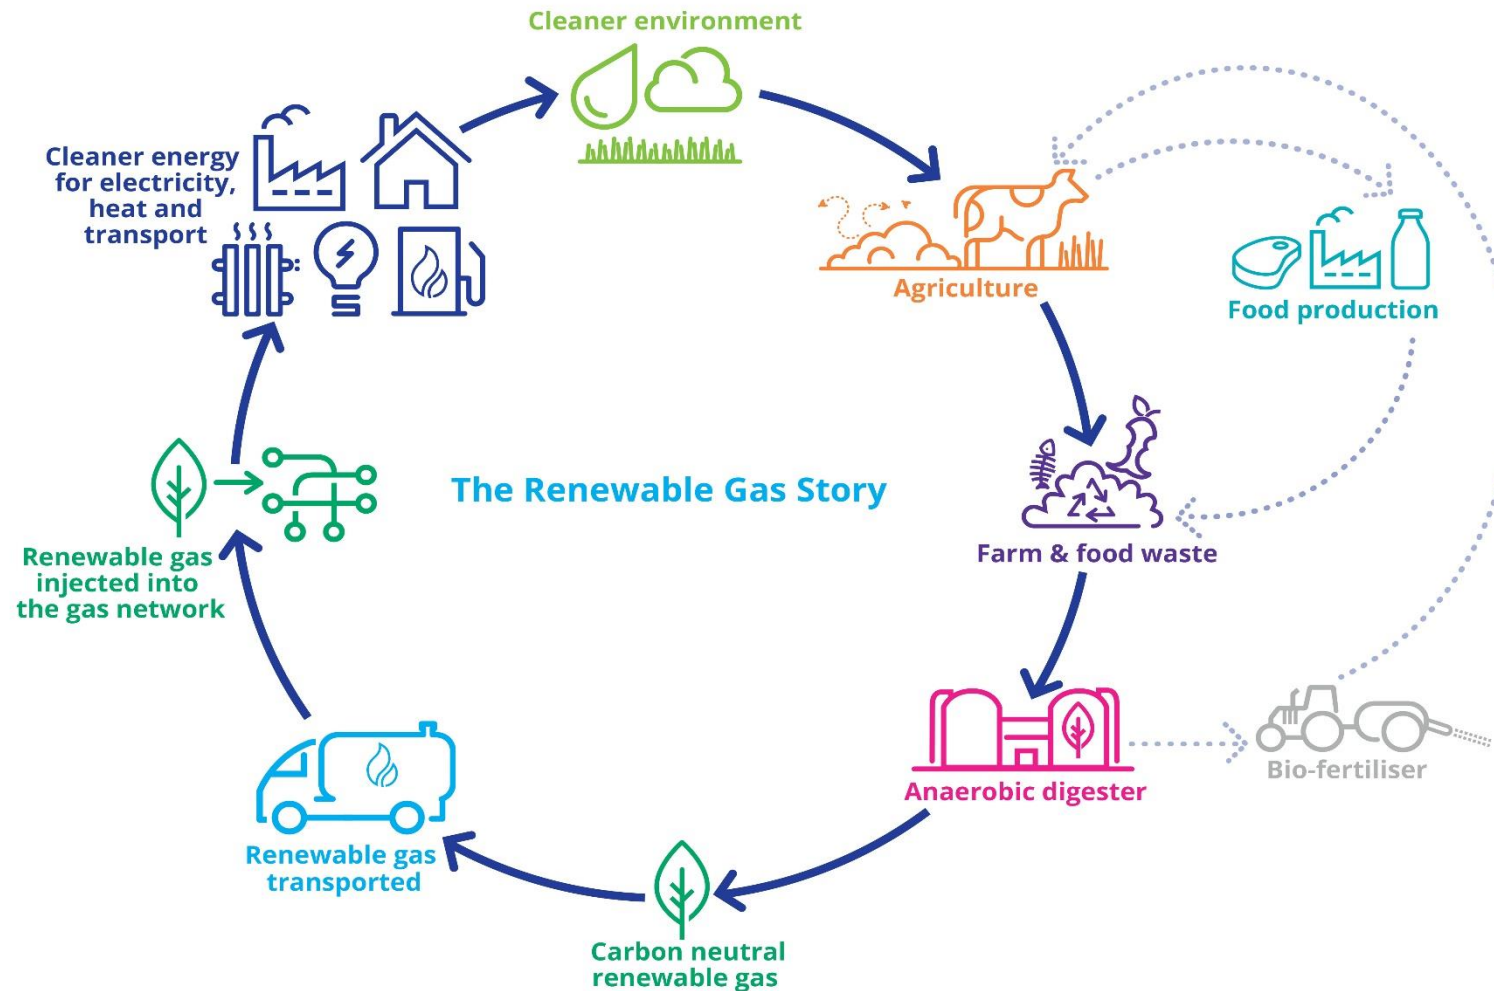 Cleaner environment
Cleaner energy
for electricity,
heat and
transport
Agriculture
Food production
The Renewable Gas Story
Farm & food waste
Renewable gas
injected into
the gas network
Bio-fertiliser
Anaerobic digester
Renewable gas
transported
Carbon neutral
renewable gas